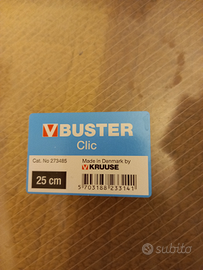 BUSTER
Clic
Cat. No 273485
Made in Denmark by
KRUUSE
25 cm
5 703188 233141
subito